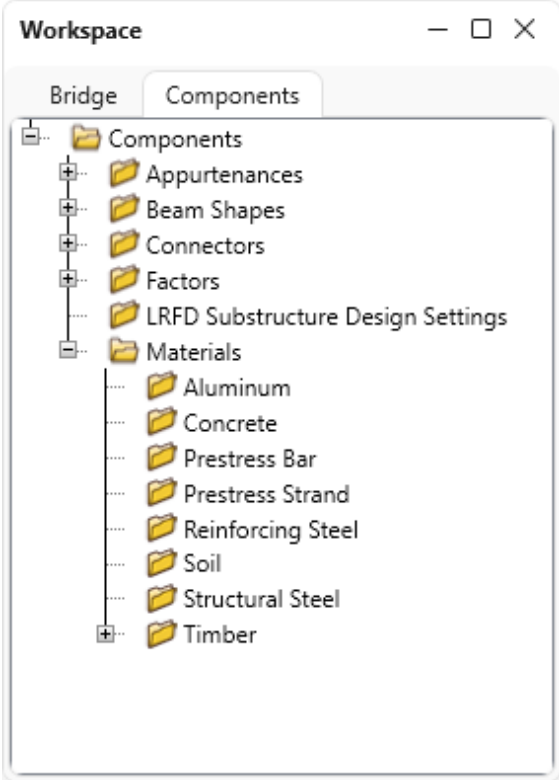 Workspace
Bridge Components
Components
Appurtenances
Beam Shapes
Connectors
Factors
LRFD Substructure Design Settings
Materials
Aluminum
Concrete
Prestress Bar
Prestress Strand
Reinforcing Steel
Soil
Structural Steel
Timber